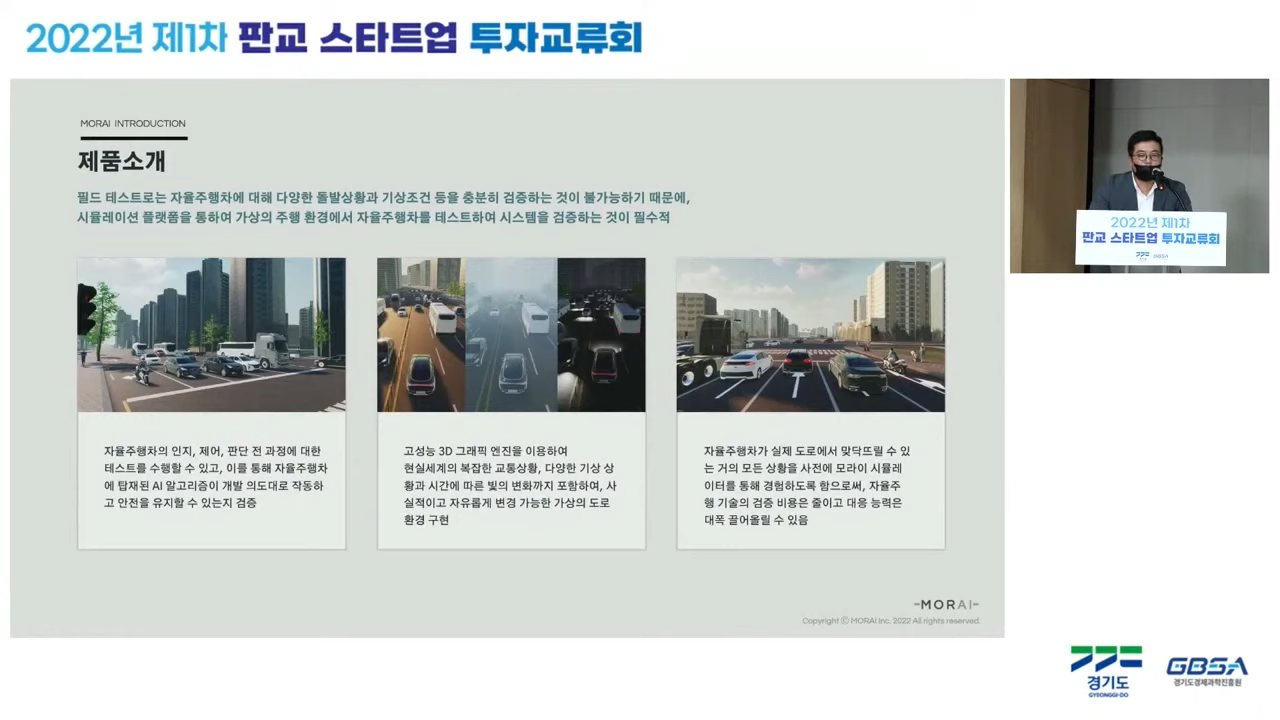 2022년 제1차 판교 스타트업 투자교류회
MORAI INTRODUCTION
제품소개
필드 테스트로는 자율주행차에 대해 다양한 돌발상황과 기상조건 등을 충분히 검증하는 것이 불가능하기 때문에,
시뮬레이션 플랫폼을 통하여 가상의 주행 환경에서 자율주행차를 테스트하여 시스템을 검증하는 것이 필수적
자율주행차의 인지, 제어, 판단 전 과정에 대한
테스트를 수행할 수 있고, 이를 통해 자율주행차
에 탑재된 AI 알고리즘이 개발 의도대로 작동하
고 안전을 유지할 수 있는지 검증
고성능 3D 그래픽 엔진을 이용하여
현실세계의 복잡한 교통상황, 다양한 기상 상
황과 시간에 따른 빛의 변화까지 포함하여, 사
실적이고 자유롭게 변경 가능한 가상의 도로
환경 구현
자율주행차가 실제 도로에서 맞닥뜨릴 수 있
는 거의 모든 상황을 사전에 모라이 시뮬레
이터를 통해 경험하도록 함으로써, 자율주
행 기술의 검증 비용은 줄이고 대응 능력은
대폭 끌어올릴 수 있음
-MORAI-
Copyright ⓒ MORAI Inc. 2022 All rights reserved.
2022년 제1차
판교 스타트업 투자교류회
GBSA
경기도
GYEONGGI-DO
GBSA
경기도경제과학진흥원